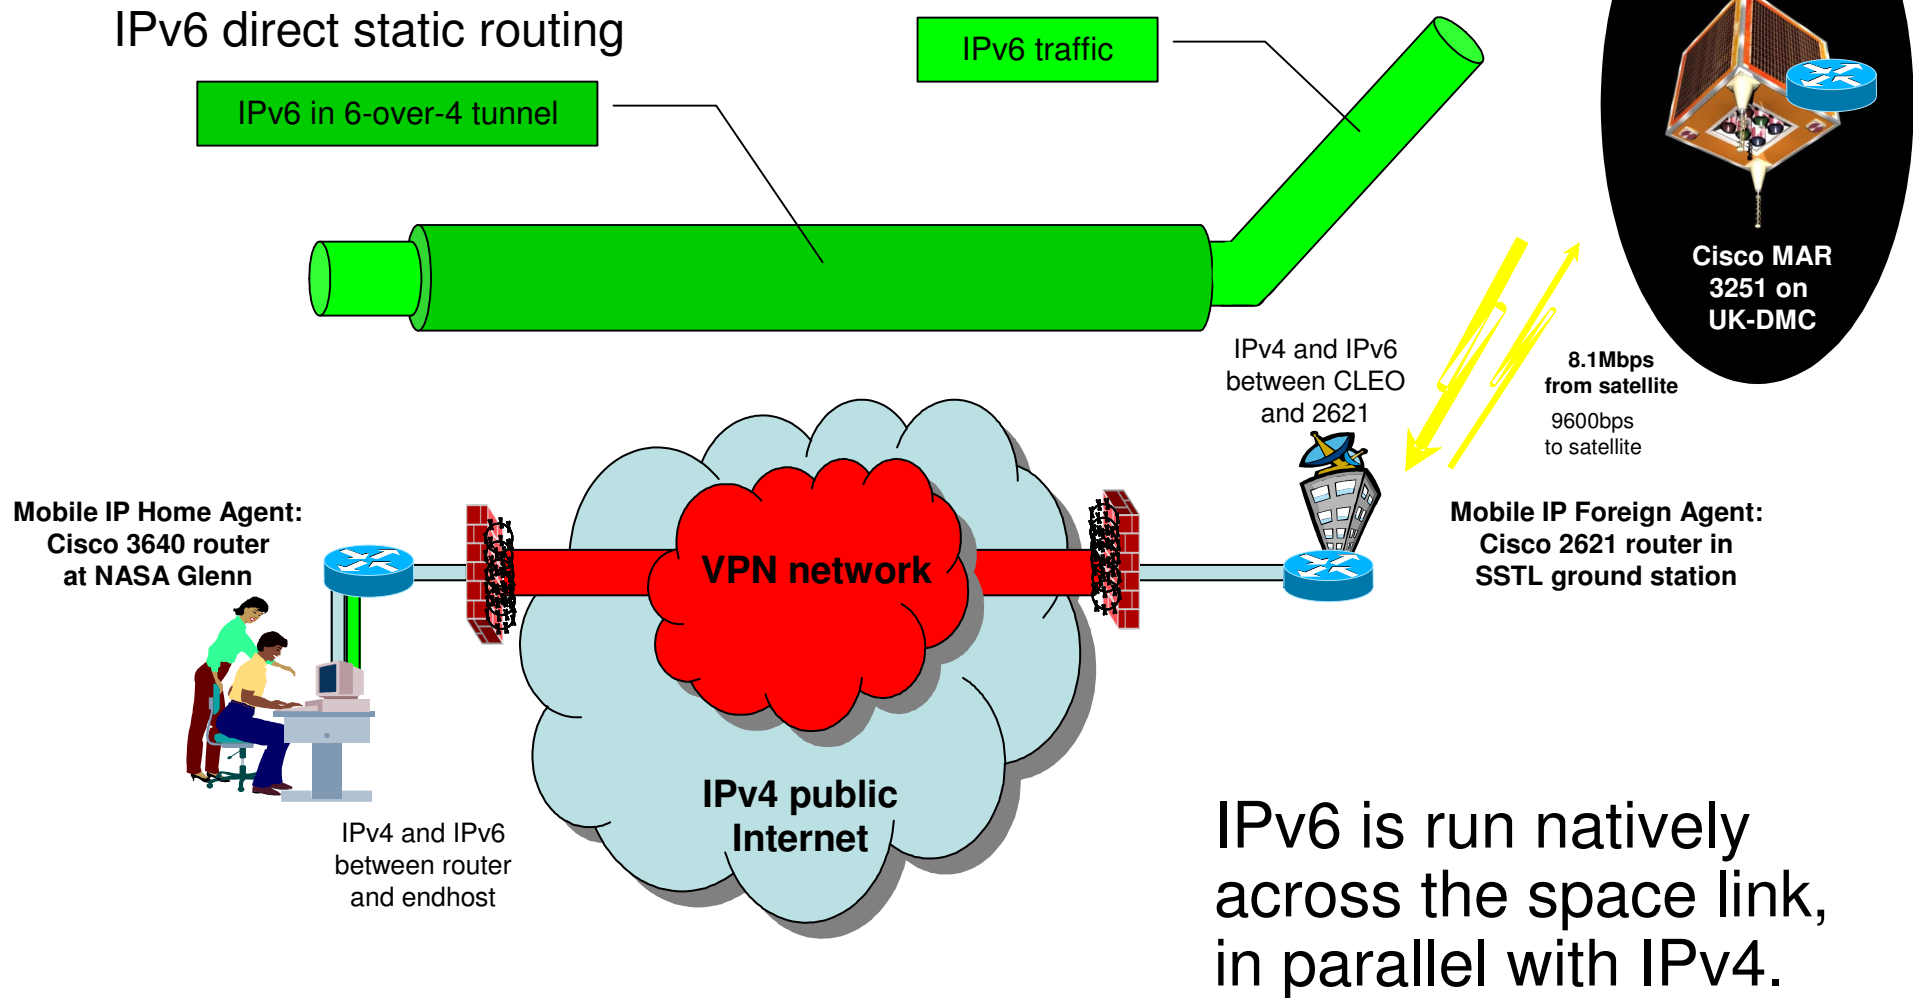 IPv6 direct static routing
IPv6 in 6-over-4 tunnel
IPv6 traffic
Cisco MAR
3251 on
UK-DMC
IPv4 and IPv6
between CLEO
and 2621
8.1Mbps
from satellite
9600bps
to satellite
Mobile IP Home Agent:
Cisco 3640 router
at NASA Glenn
VPN network
Mobile IP Foreign Agent:
Cisco 2621 router in
SSTL ground station
IPv4 public
Internet
IPv4 and IPv6
between router
and endhost
IPv6 is run natively
across the space link,
in parallel with IPv4.